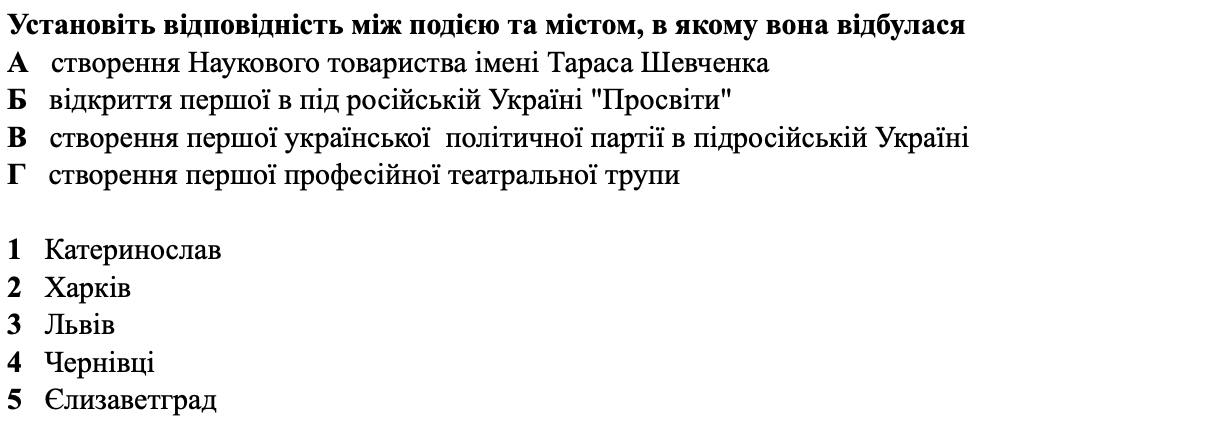 Установіть відповідність між подією та містом, в якому вона відбулася
А створення Наукового товариства імені Тараса Шевченка
Б відкриття першої в під російській Україні "Просвіти"
В створення першої української політичної партії в підросійській Україні
Г створення першої професійної театральної трупи
1 Катеринослав
2 Харків
3 Львів
4 Чернівці
5 Єлизаветград